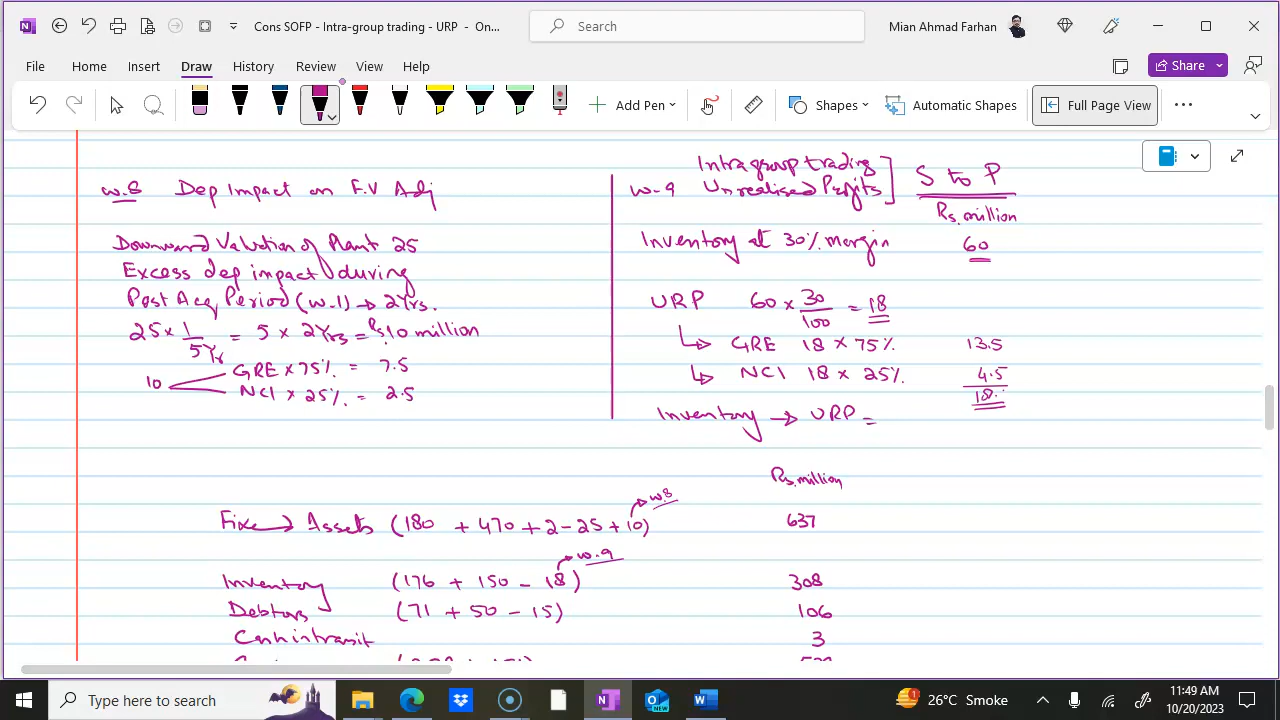 Cons SOFP - Intra-group trading - URP - On...
Search
Mian Ahmad Farhan
File Home Insert Draw History Review View Help
Share
Add Pen
Shapes
Automatic Shapes
Full Page View
w.8 Dep Impact on F.V Adj
Downward Valuation of Plant 25
Excess dep impact during
Post Acq Period (w-1) → 2Yrs.
25 × 1/5Yr = 5 × 2Yrs = Rs.10 million
10
GRE × 75% = 7.5
NCI × 25% = 2.5
Intragroup trading
w-9 Unrealised Profits] S to P
Rs.million
Inventory at 30% margin 60
URP 60 × 30/100 = 18
GRE 18 × 75% 13.5
NCI 18 × 25% 4.5
18
Inventory → URP =
Rs.million
w8
Fixed Assets (180 + 470 + 2 - 25 + 10) 637
w.9
Inventory (176 + 150 - 18) 308
Debtors (71 + 50 - 15) 106
Cash intransit 3
Type here to search
1
26°C Smoke
11:49 AM
10/20/2023